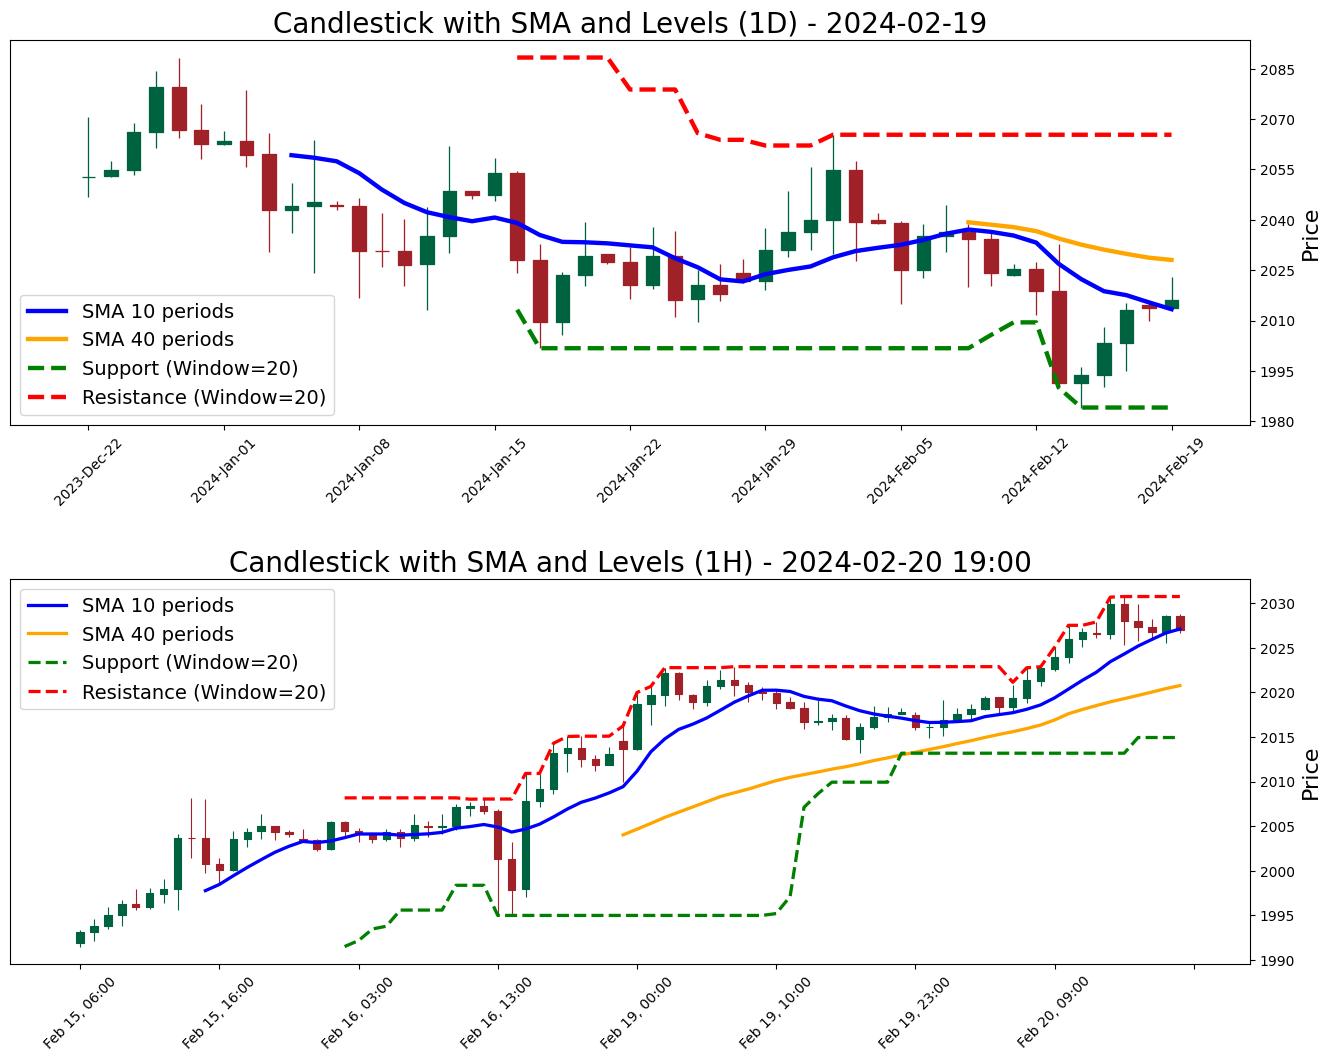 Candlestick with SMA and Levels (1D) - 2024-02-19
2085
2070
2055
2040
2025
2010
1995
1980
Price
SMA 10 periods
SMA 40 periods
Support (Window=20)
Resistance (Window=20)
2023-Dec-22
2024-Jan-01
2024-Jan-08
2024-Jan-15
2024-Jan-22
2024-Jan-29
2024-Feb-05
2024-Feb-12
2024-Feb-19
Candlestick with SMA and Levels (1H) - 2024-02-20 19:00
SMA 10 periods
SMA 40 periods
Support (Window=20)
Resistance (Window=20)
2030
2025
2020
2015
2010
2005
2000
1995
1990
Price
Feb 15, 06:00
Feb 15, 16:00
Feb 16, 03:00
Feb 16, 13:00
Feb 19, 00:00
Feb 19, 10:00
Feb 19, 23:00
Feb 20, 09:00